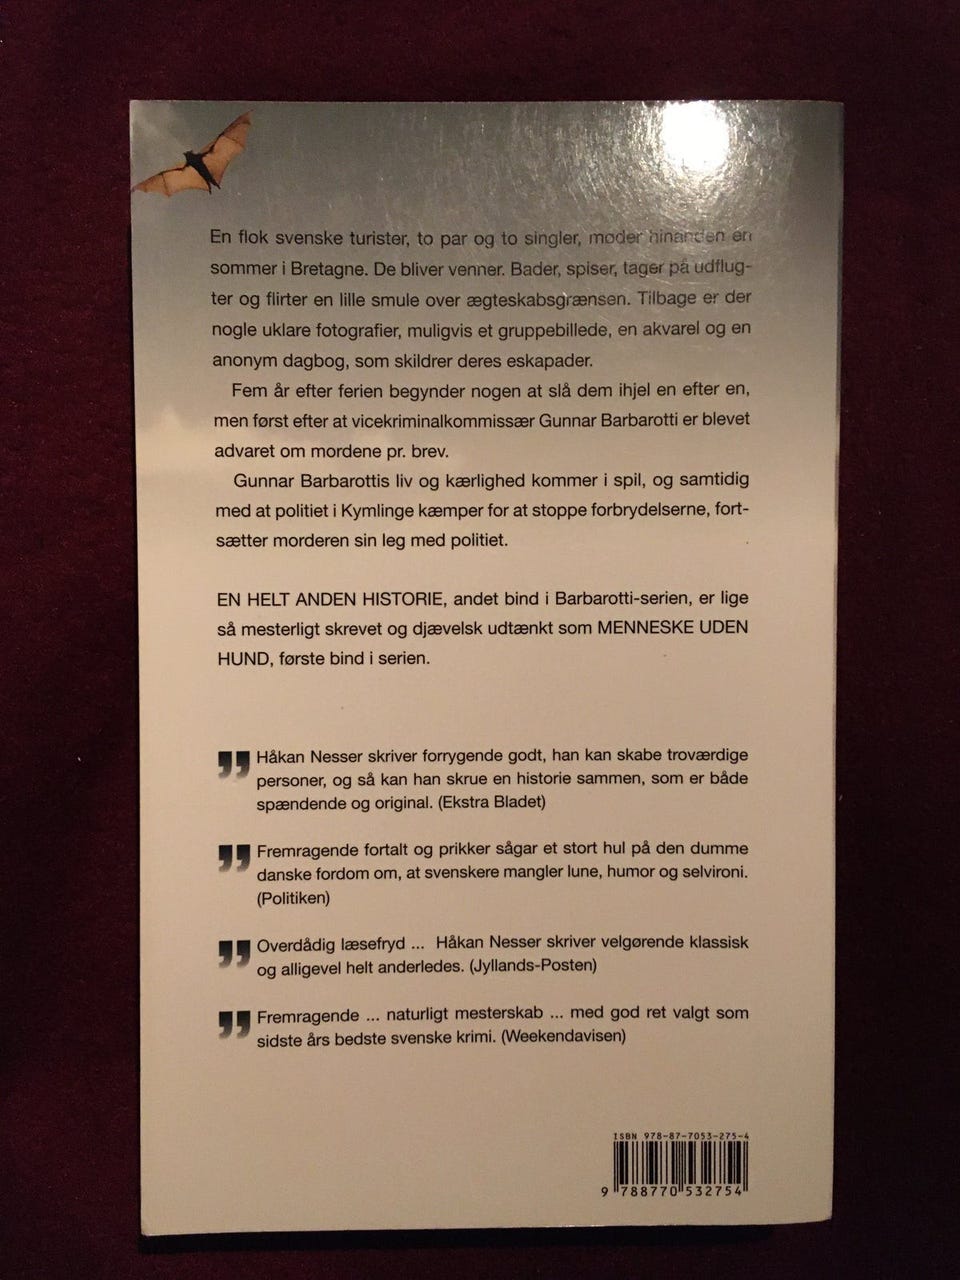 En flok svenske turister, to par og to singler, møder hinanden en
sommer i Bretagne. De bliver venner. Bader, spiser, tager på udflug-
ter og flirter en lille smule over ægteskabsgrænsen. Tilbage er der
nogle uklare fotografier, muligvis et gruppebillede, en akvarel og en
anonym dagbog, som skildrer deres eskapader.
Fem år efter ferien begynder nogen at slå dem ihjel en efter en,
men først efter at vicekriminalkommissær Gunnar Barbarotti er blevet
advaret om mordene pr. brev.
Gunnar Barbarottis liv og kærlighed kommer i spil, og samtidig
med at politiet i Kymlinge kæmper for at stoppe forbrydelserne, fort-
sætter morderen sin leg med politiet.
EN HELT ANDEN HISTORIE, andet bind i Barbarotti-serien, er lige
så mesterligt skrevet og djævelsk udtænkt som MENNESKE UDEN
HUND, første bind i serien.
" Håkan Nesser skriver forrygende godt, han kan skabe troværdige
personer, og så kan han skrue en historie sammen, som er både
spændende og original. (Ekstra Bladet)
" Fremragende fortalt og prikker sågar et stort hul på den dumme
danske fordom om, at svenskere mangler lune, humor og selvironi.
(Politiken)
" Overdådig læsefryd ... Håkan Nesser skriver velgørende klassisk
og alligevel helt anderledes. (Jyllands-Posten)
" Fremragende ... naturligt mesterskab ... med god ret valgt som
sidste års bedste svenske krimi. (Weekendavisen)
ISBN 978-87-7053-275-4
9 788770 532754